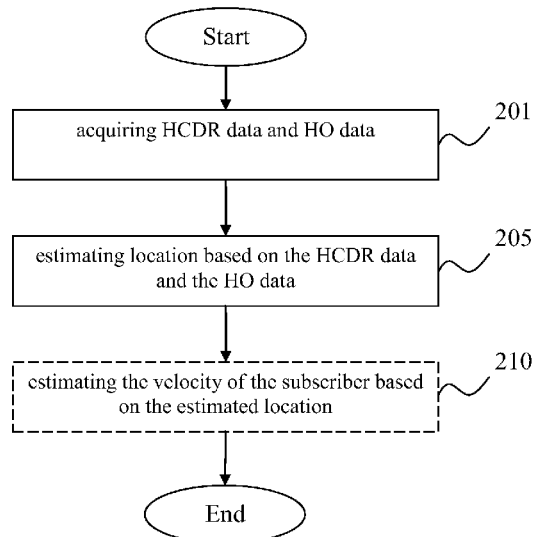 Start
acquiring HCDR data and HO data
201
estimating location based on the HCDR data
and the HO data
205
estimating the velocity of the subscriber based
on the estimated location
210
End